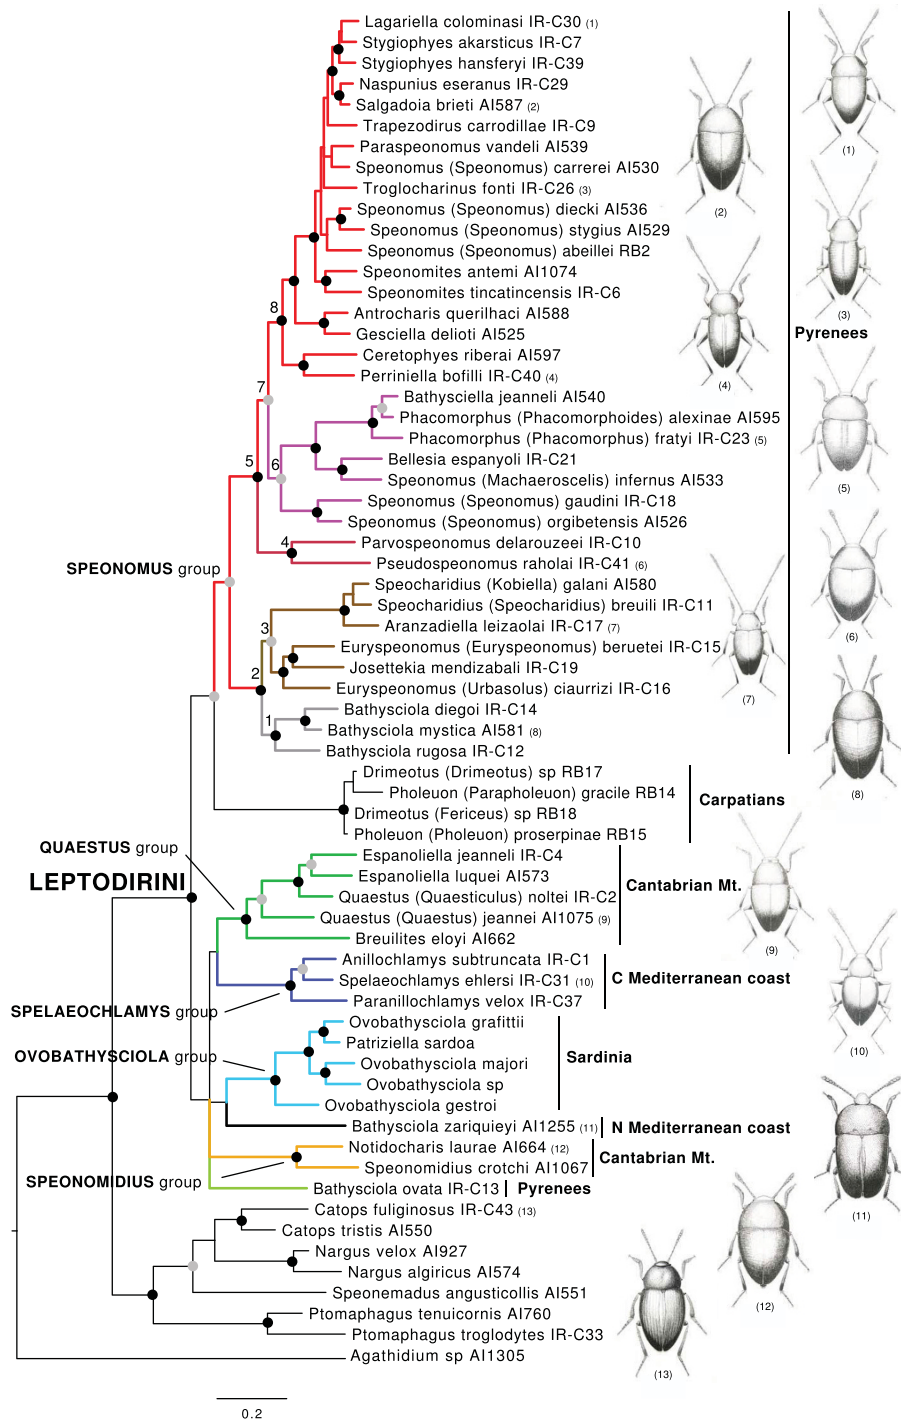 Lagariella colominasi IR-C30 (1)
Stygiophyes akarsticus IR-C7
Stygiophyes hansferyi IR-C39
Naspunius eseranus IR-C29
Salgadoia brieti AI587 (2)
Trapezodirus carrodillae IR-C9
Paraspeonomus vandeli AI539
Speonomus (Speonomus) carrerei AI530
Troglocharinus fonti IR-C26 (3)
Speonomus (Speonomus) diecki AI536
Speonomus (Speonomus) stygius AI529
Speonomus (Speonomus) abeillei RB2
Speonomites antemi AI1074
Speonomites tincatincensis IR-C6
Antrocharis querilhaci AI588
Gesciella delioti AI525
Ceretophyes riberai AI597
Perriniella bofilli IR-C40 (4)
Bathysciella jeanneli AI540
Phacomorphus (Phacomorphoides) alexinae AI595
Phacomorphus (Phacomorphus) fratyi IR-C23 (5)
Bellesia espanyoli IR-C21
Speonomus (Machaeroscelis) infernus AI533
Speonomus (Speonomus) gaudini IR-C18
Speonomus (Speonomus) orgibetensis AI526
Parvospeonomus delarouzeei IR-C10
Pseudospeonomus raholai IR-C41 (6)
Speocharidius (Kobiella) galani AI580
Speocharidius (Speocharidius) breuili IR-C11
Aranzadiella leizaolai IR-C17 (7)
Euryspeonomus (Euryspeonomus) beruetei IR-C15
Josettekia mendizabali IR-C19
Euryspeonomus (Urbasolus) ciaurrizi IR-C16
Bathysciola diegoi IR-C14
Bathysciola mystica AI581 (8)
Bathysciola rugosa IR-C12
Drimeotus (Drimeotus) sp RB17
Pholeuon (Parapholeuon) gracile RB14
Drimeotus (Fericeus) sp RB18
Pholeuon (Pholeuon) proserpinae RB15
Espanoliella jeanneli IR-C4
Espanoliella luquei AI573
Quaestus (Quaesticulus) noltei IR-C2
Quaestus (Quaestus) jeannei AI1075 (9)
Breuilites eloyi AI662
Anillochlamys subtruncata IR-C1
Spelaeochlamys ehlersi IR-C31 (10)
Paranillochlamys velox IR-C37
Ovobathysciola grafittii
Patriziella sardoa
Ovobathysciola majori
Ovobathysciola sp
Ovobathysciola gestroi
Bathysciola zariquieyi AI1255 (11)
Notidocharis laurae AI664 (12)
Speonomidius crotchi AI1067
Bathysciola ovata IR-C13
Catops fuliginosus IR-C43 (13)
Catops tristis AI550
Nargus velox AI927
Nargus algiricus AI574
Speonemadus angusticollis AI551
Ptomaphagus tenuicornis AI760
Ptomaphagus troglodytes IR-C33
Agathidium sp AI1305
8
7
5
6
4
3
2
1
SPEONOMUS group
QUAESTUS group
LEPTODIRINI
SPELAEOCHLAMYS group
OVOBATHYSCIOLA group
SPEONOMIDIUS group
Pyrenees
Carpatians
Cantabrian Mt.
C Mediterranean coast
Sardinia
N Mediterranean coast
Cantabrian Mt.
Pyrenees
(1)
(2)
(3)
(4)
(5)
(6)
(7)
(8)
(9)
(10)
(11)
(12)
(13)
0.2